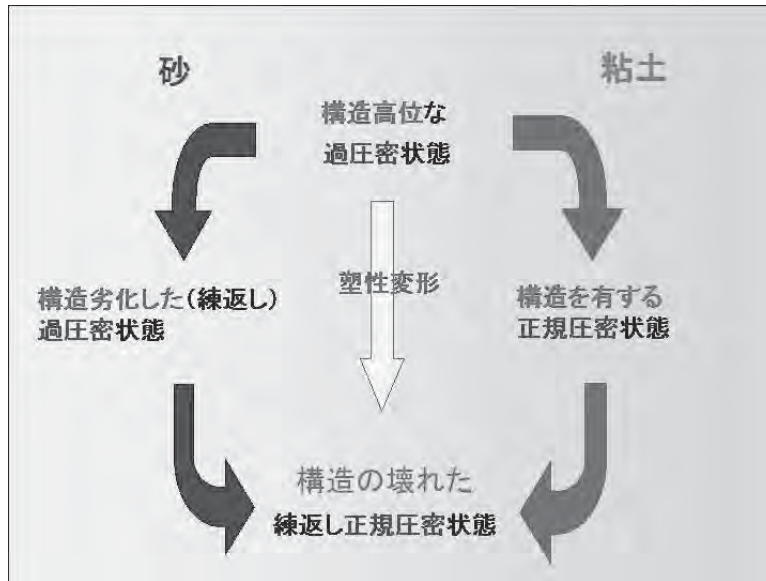 砂
粘土
構造高位な
過圧密状態
塑性変形
構造劣化した(練返し)
過圧密状態
構造を有する
正規圧密状態
構造の壊れた
練返し正規圧密状態